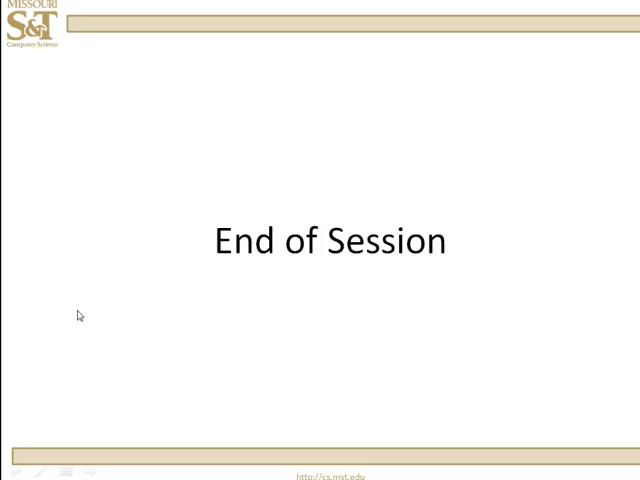 MISSOURI
S&T
Computer Science
End of Session
http://cs.mst.edu